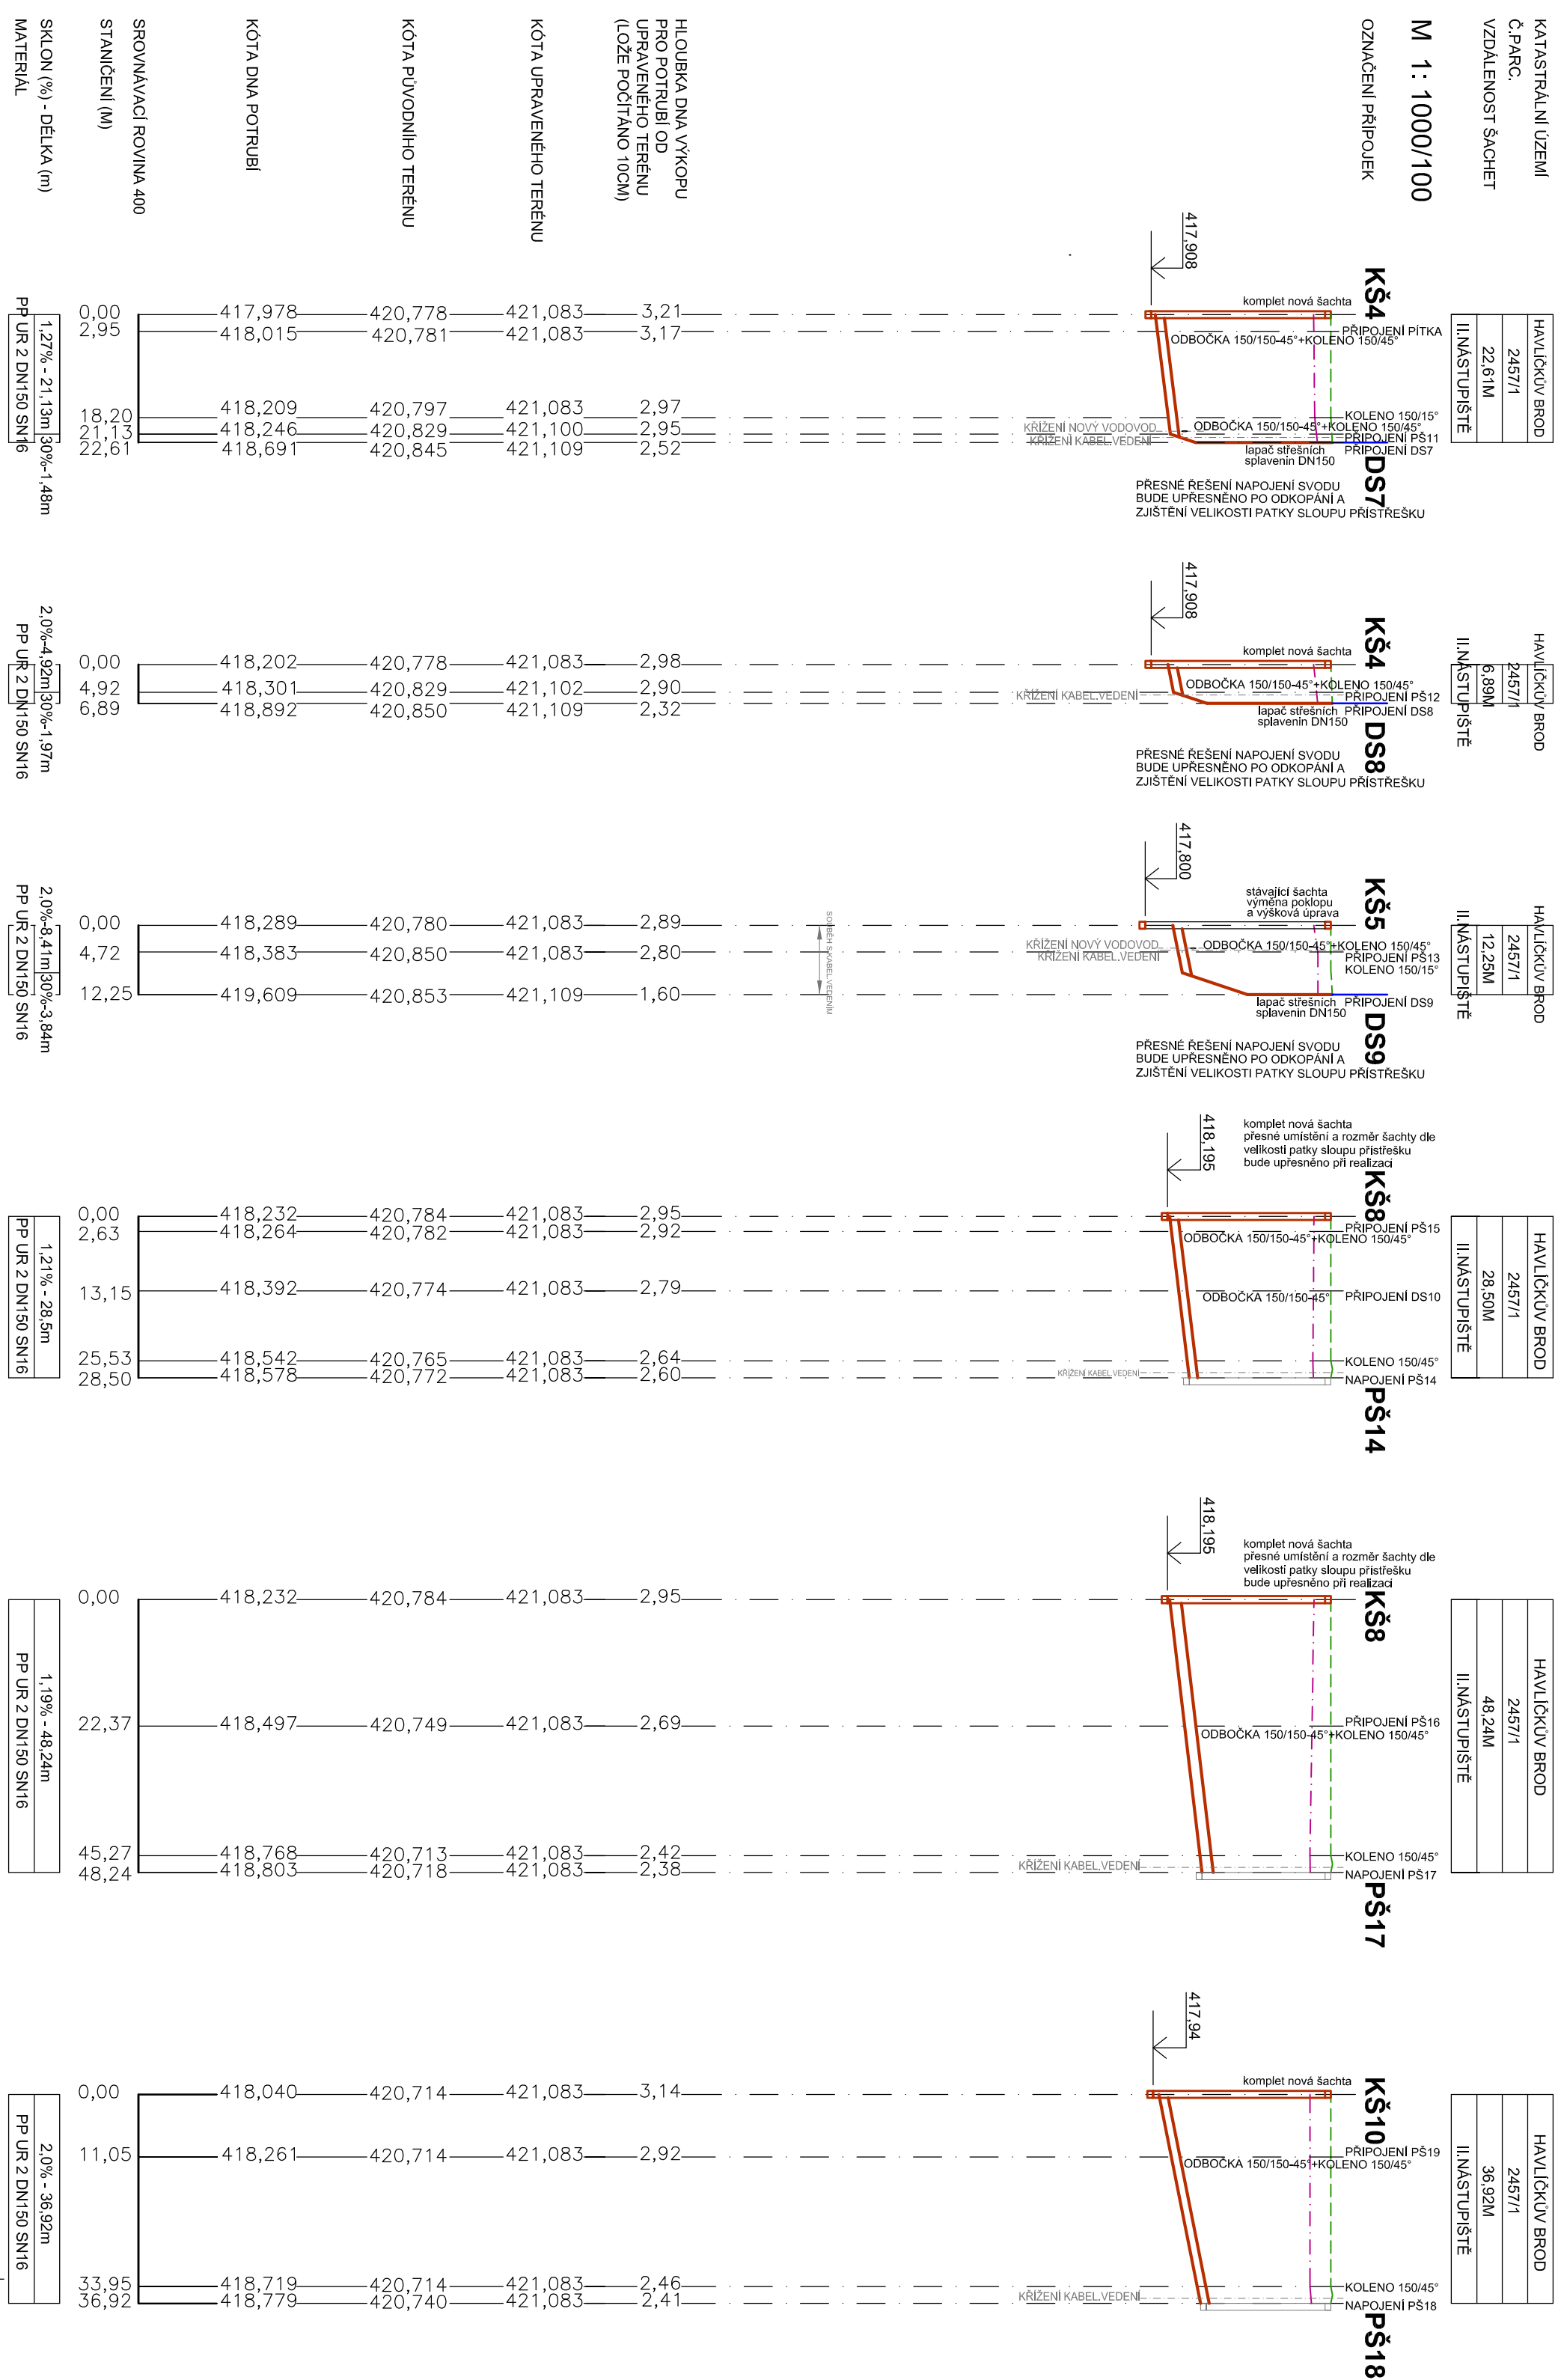 KATASTRÁLNÍ ÚZEMÍ
Č.PARC.
VZDÁLENOST ŠACHET
M 1: 1000/100
OZNAČENÍ PŘÍPOJEK
HLOUBKA DNA VÝKOPU
PRO POTRUBÍ OD
UPRAVENÉHO TERÉNU
(LOŽE POČÍTÁNO 10CM)
KÓTA UPRAVENÉHO TERÉNU
KÓTA PŮVODNÍHO TERÉNU
KÓTA DNA POTRUBÍ
SROVNÁVACÍ ROVINA 400
STANIČENÍ (M)
SKLON (%) - DÉLKA (m)
MATERIÁL
HAVLÍČKŮV BROD
2457/1
22,61M
II.NÁSTUPIŠTĚ
KŠ4
DS7
417,908
komplet nová šachta
PŘIPOJENÍ PÍTKA
ODBOČKA 150/150-45°+KOLENO 150/45°
KOLENO 150/15°
KŘÍŽENÍ NOVÝ VODOVOD
ODBOČKA 150/150-45°+KOLENO 150/45°
PŘIPOJENÍ PŠ11
KŘÍŽENÍ KABEL.VEDENÍ
PŘIPOJENÍ DS7
lapač střešních
splavenin DN150
PŘESNÉ ŘEŠENÍ NAPOJENÍ SVODU
BUDE UPŘESNĚNO PO ODKOPÁNÍ A
ZJIŠTĚNÍ VELIKOSTI PATKY SLOUPU PŘÍSTŘEŠKU
0,00 417,978 420,778 421,083 3,21
2,95 418,015 420,781 421,083 3,17
18,20 418,209 420,797 421,083 2,97
21,13 418,246 420,829 421,100 2,95
22,61 418,691 420,845 421,109 2,52
1,27% - 21,13m 30%-1,48m
PP UR 2 DN150 SN16
HAVLÍČKŮV BROD
2457/1
6,89M
II.NÁSTUPIŠTĚ
KŠ4
DS8
417,908
komplet nová šachta
ODBOČKA 150/150-45°+KOLENO 150/45°
KŘÍŽENÍ KABEL.VEDENÍ
PŘIPOJENÍ PŠ12
lapač střešních
splavenin DN150
PŘIPOJENÍ DS8
PŘESNÉ ŘEŠENÍ NAPOJENÍ SVODU
BUDE UPŘESNĚNO PO ODKOPÁNÍ A
ZJIŠTĚNÍ VELIKOSTI PATKY SLOUPU PŘÍSTŘEŠKU
0,00 418,202 420,778 421,083 2,98
4,92 418,301 420,829 421,102 2,90
6,89 418,892 420,850 421,109 2,32
2,0%-4,92m 30%-1,97m
PP UR 2 DN150 SN16
HAVLÍČKŮV BROD
2457/1
12,25M
II.NÁSTUPIŠTĚ
KŠ5
DS9
417,800
stávající šachta
výměna poklopu
a výšková úprava
KŘÍŽENÍ NOVÝ VODOVOD
ODBOČKA 150/150-45°+KOLENO 150/45°
KŘÍŽENÍ KABEL.VEDENÍ
PŘIPOJENÍ PŠ13
KOLENO 150/15°
lapač střešních
splavenin DN150
PŘIPOJENÍ DS9
SOUBĚH S KABEL.VEDENÍM
PŘESNÉ ŘEŠENÍ NAPOJENÍ SVODU
BUDE UPŘESNĚNO PO ODKOPÁNÍ A
ZJIŠTĚNÍ VELIKOSTI PATKY SLOUPU PŘÍSTŘEŠKU
0,00 418,289 420,780 421,083 2,89
4,72 418,383 420,850 421,083 2,80
12,25 419,609 420,853 421,109 1,60
2,0%-8,41m 30%-3,84m
PP UR 2 DN150 SN16
HAVLÍČKŮV BROD
2457/1
28,50M
II.NÁSTUPIŠTĚ
KŠ8
PŠ14
418,195
komplet nová šachta
přesné umístění a rozměr šachty dle
velikosti patky sloupu přístřešku
bude upřesněno při realizaci
PŘIPOJENÍ PŠ15
ODBOČKA 150/150-45°+KOLENO 150/45°
ODBOČKA 150/150-45°
PŘIPOJENÍ DS10
KOLENO 150/45°
KŘÍŽENÍ KABEL.VEDENÍ
NAPOJENÍ PŠ14
0,00 418,232 420,784 421,083 2,95
2,63 418,264 420,782 421,083 2,92
13,15 418,392 420,774 421,083 2,79
25,53 418,542 420,765 421,083 2,64
28,50 418,578 420,772 421,083 2,60
1,21% - 28,5m
PP UR 2 DN150 SN16
HAVLÍČKŮV BROD
2457/1
48,24M
II.NÁSTUPIŠTĚ
KŠ8
PŠ17
418,195
komplet nová šachta
přesné umístění a rozměr šachty dle
velikosti patky sloupu přístřešku
bude upřesněno při realizaci
PŘIPOJENÍ PŠ16
ODBOČKA 150/150-45°+KOLENO 150/45°
KOLENO 150/45°
KŘÍŽENÍ KABEL.VEDENÍ
NAPOJENÍ PŠ17
0,00 418,232 420,784 421,083 2,95
22,37 418,497 420,749 421,083 2,69
45,27 418,768 420,713 421,083 2,42
48,24 418,803 420,718 421,083 2,38
1,19% - 48,24m
PP UR 2 DN150 SN16
HAVLÍČKŮV BROD
2457/1
36,92M
II.NÁSTUPIŠTĚ
KŠ10
PŠ18
417,94
komplet nová šachta
PŘIPOJENÍ PŠ19
ODBOČKA 150/150-45°+KOLENO 150/45°
KOLENO 150/45°
KŘÍŽENÍ KABEL.VEDENÍ
NAPOJENÍ PŠ18
0,00 418,040 420,714 421,083 3,14
11,05 418,261 420,714 421,083 2,92
33,95 418,719 420,714 421,083 2,46
36,92 418,779 420,740 421,083 2,41
2,0% - 36,92m
PP UR 2 DN150 SN16